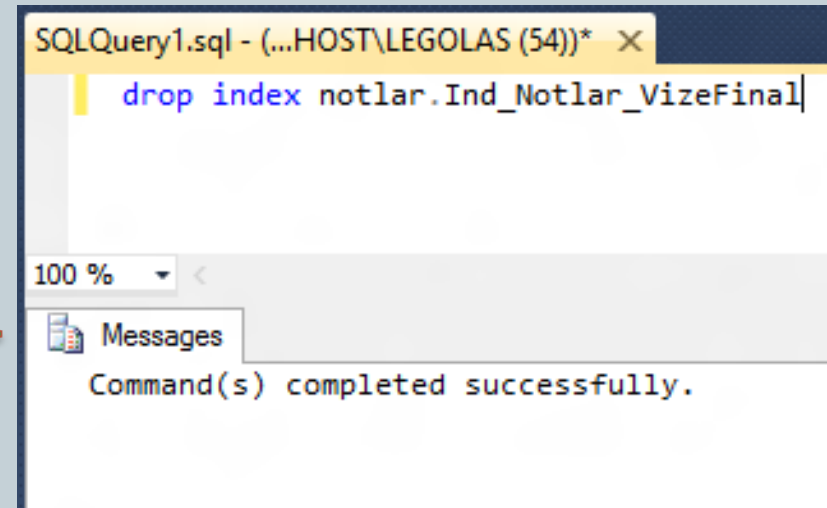 SQLQuery1.sql - (...HOST\LEGOLAS (54))* ×
drop index notlar.Ind_Notlar_VizeFinal
100 %
Messages
Command(s) completed successfully.